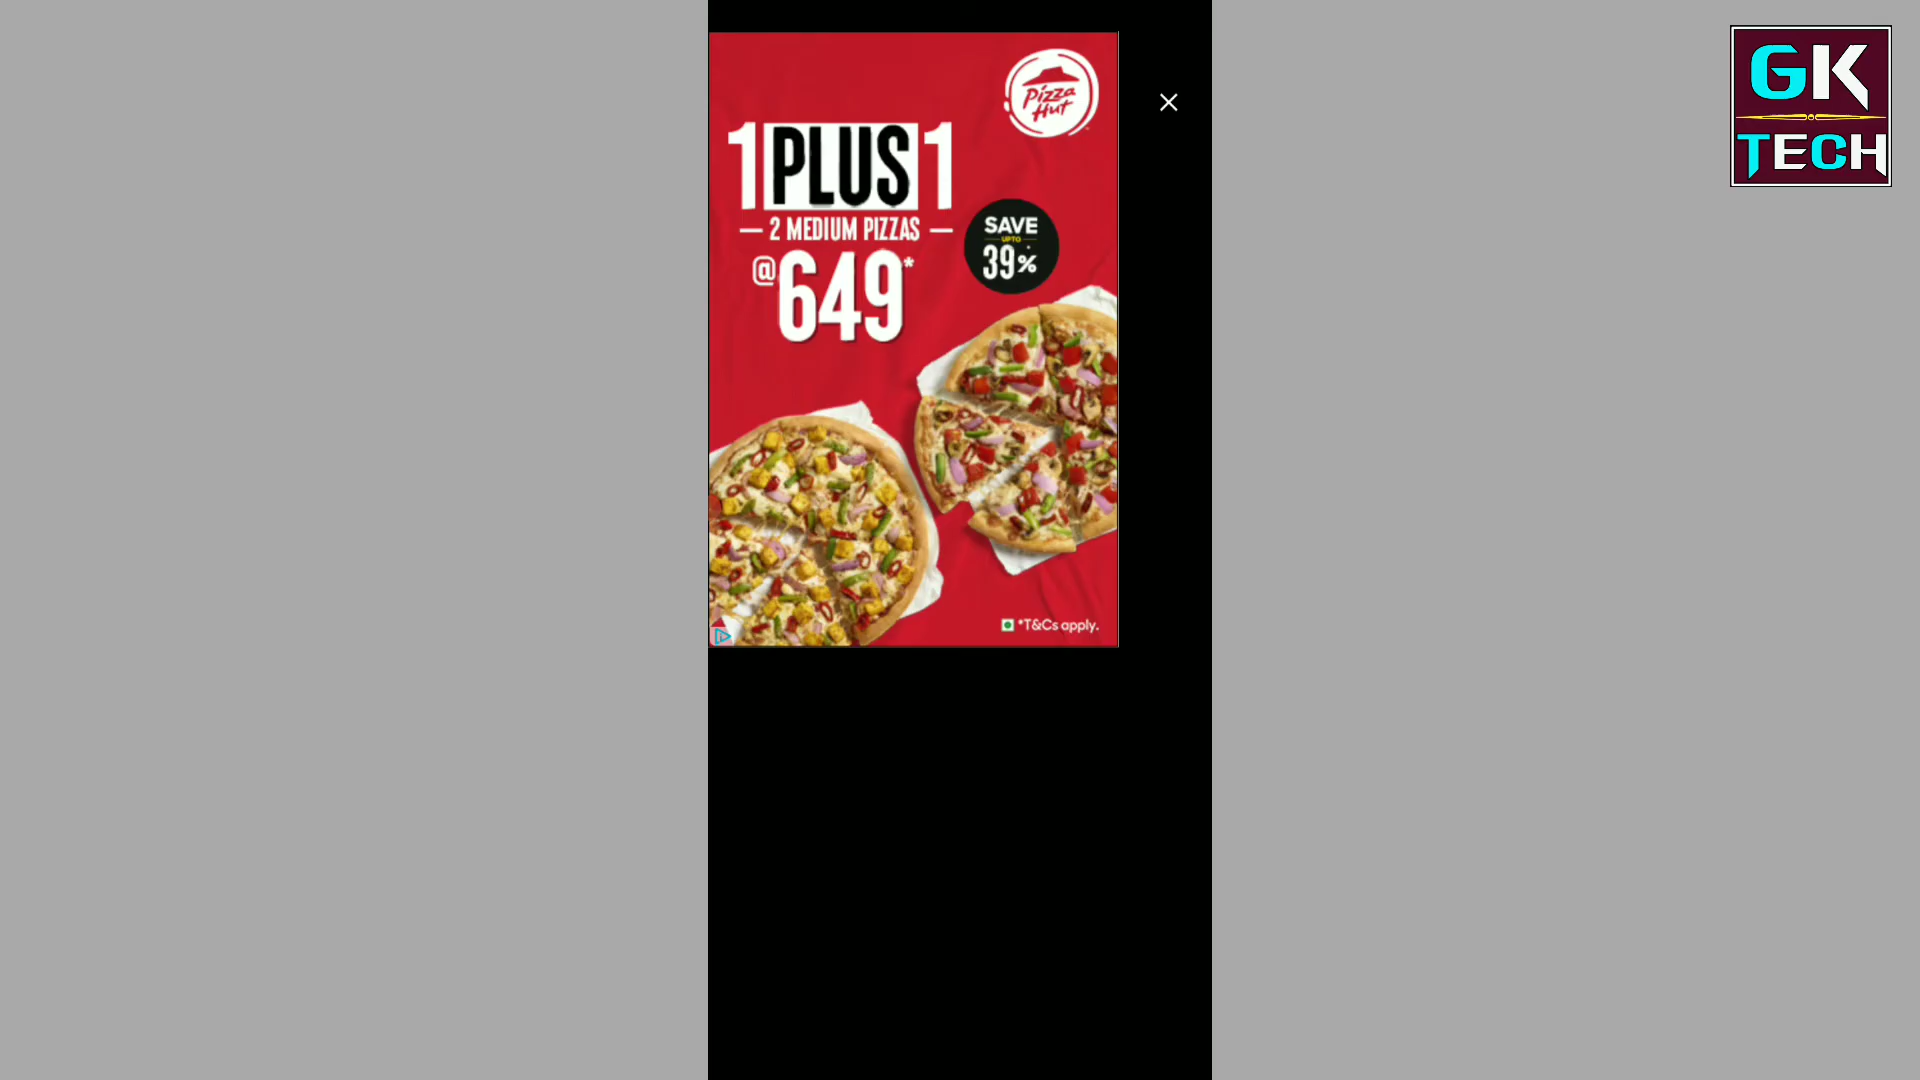 Pizza
Hut
1 PLUS 1
2 MEDIUM PIZZAS
@649*
SAVE
UPTO
39%
*T&Cs apply.
GK
TECH